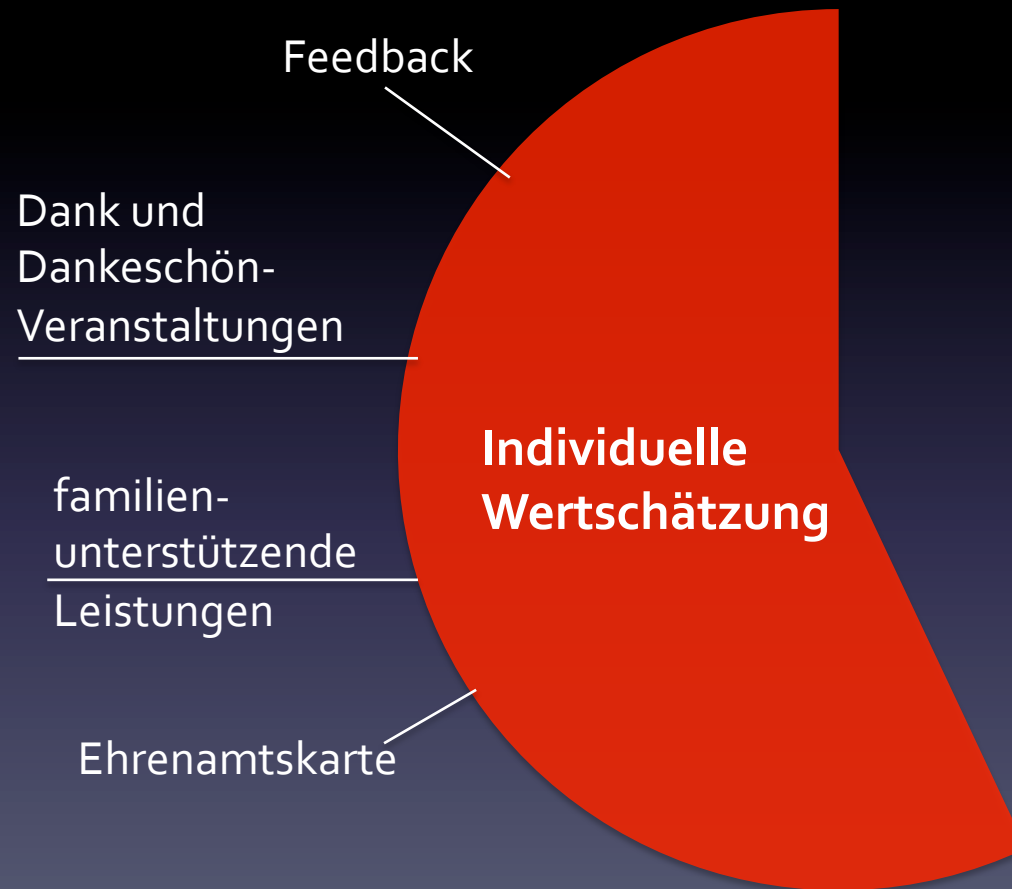 Feedback
Dank und
Dankeschön-
Veranstaltungen
Individuelle
Wertschätzung
familien-
unterstützende
Leistungen
Ehrenamtskarte